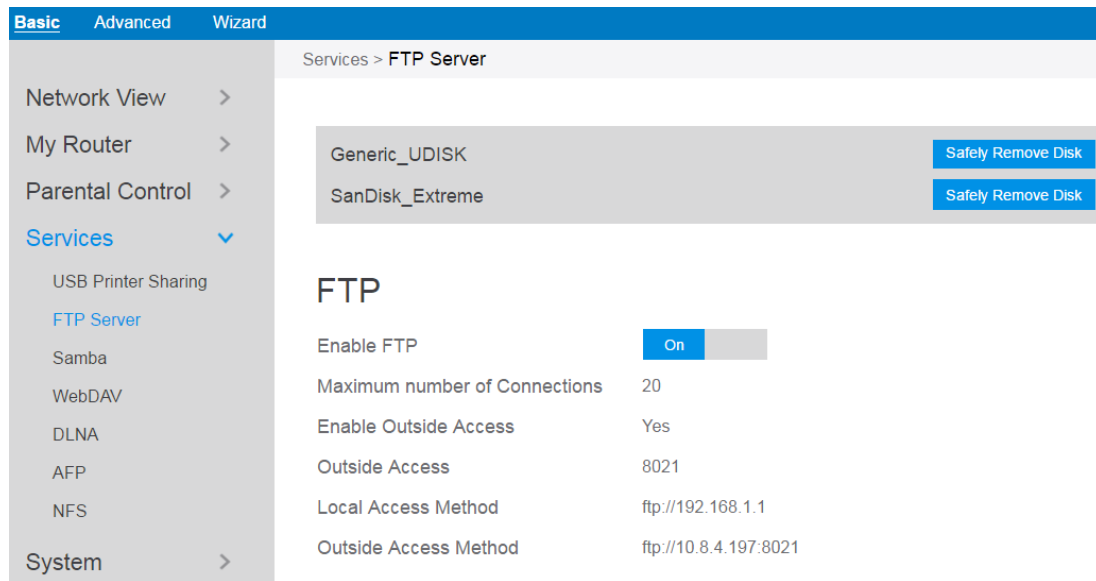 Basic Advanced Wizard
Services > FTP Server
Network View >
My Router >
Parental Control >
Services
USB Printer Sharing
FTP Server
Samba
WebDAV
DLNA
AFP
NFS
System >
Generic_UDISK Safely Remove Disk
SanDisk_Extreme Safely Remove Disk
FTP
Enable FTP On
Maximum number of Connections 20
Enable Outside Access Yes
Outside Access 8021
Local Access Method ftp://192.168.1.1
Outside Access Method ftp://10.8.4.197:8021